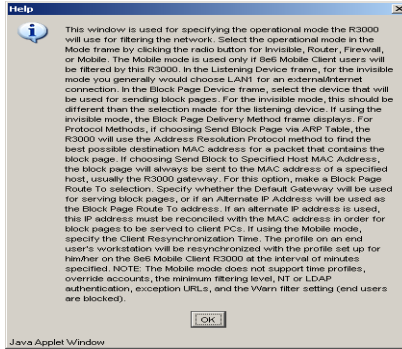 Help
This window is used for specifying the operational mode the R3000
will use for filtering the network. Select the operational mode in the
Mode frame by clicking the radio button for Invisible, Router, Firewall,
or Mobile. The Mobile mode is used only if 8e6 Mobile Client users will
be filtered by this R3000. In the Listening Device frame, for the invisible
mode you generally would choose LAN1 for an external/Internet
connection. In the Block Page Device frame, select the device that will
be used for sending block pages. For the invisible mode, this should be
different than the selection made for the listening device. If using the
invisible mode, the Block Page Delivery Method frame displays. For
Protocol Methods, if choosing Send Block Page via ARP Table, the
R3000 will use the Address Resolution Protocol method to find the
best possible destination MAC address for a packet that contains the
block page. If choosing Send Block to Specified Host MAC Address,
the block page will always be sent to the MAC address of a specified
host, usually the R3000 gateway. For this option, make a Block Page
Route To selection. Specify whether the Default Gateway will be used
for serving block pages, or if an Alternate IP Address will be used as
the Block Page Route To address. If an alternate IP address is used,
this IP address must be reconciled with the MAC address in order for
block pages to be served to client PCs. If using the Mobile mode,
specify the Client Resynchronization Time. The profile on an end
user's workstation will be resynchronized with the profile set up for
him/her on the 8e6 Mobile Client R3000 at the interval of minutes
specified. NOTE: The Mobile mode does not support time profiles,
override accounts, the minimum filtering level, NT or LDAP
authentication, exception URLs, and the Warn filter setting (end users
are blocked).
OK
Java Applet Window